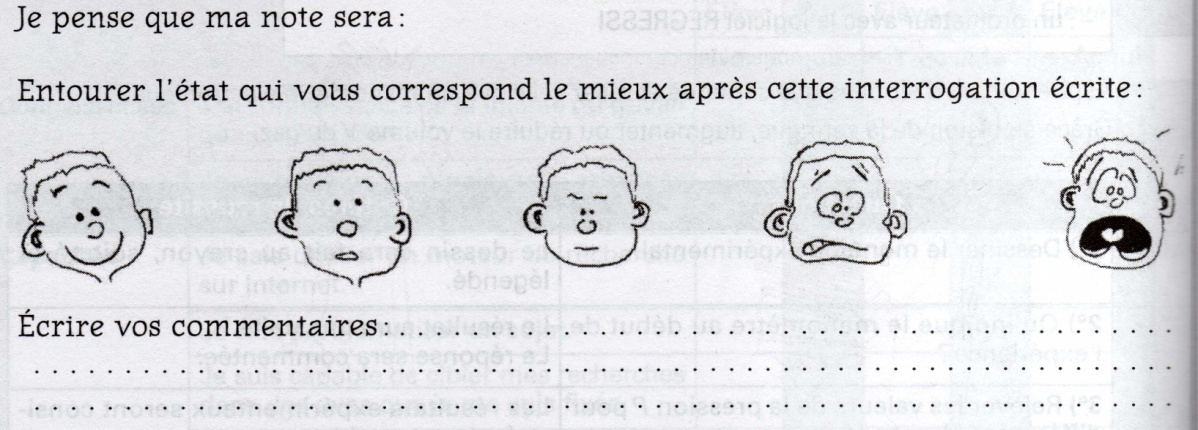 Je pense que ma note sera :
Entourer l'état qui vous correspond le mieux après cette interrogation écrite :
Écrire vos commentaires. . . . . . . . . . . . . . . . . . . . . . . . . . . . . . . . . . . . . . . .